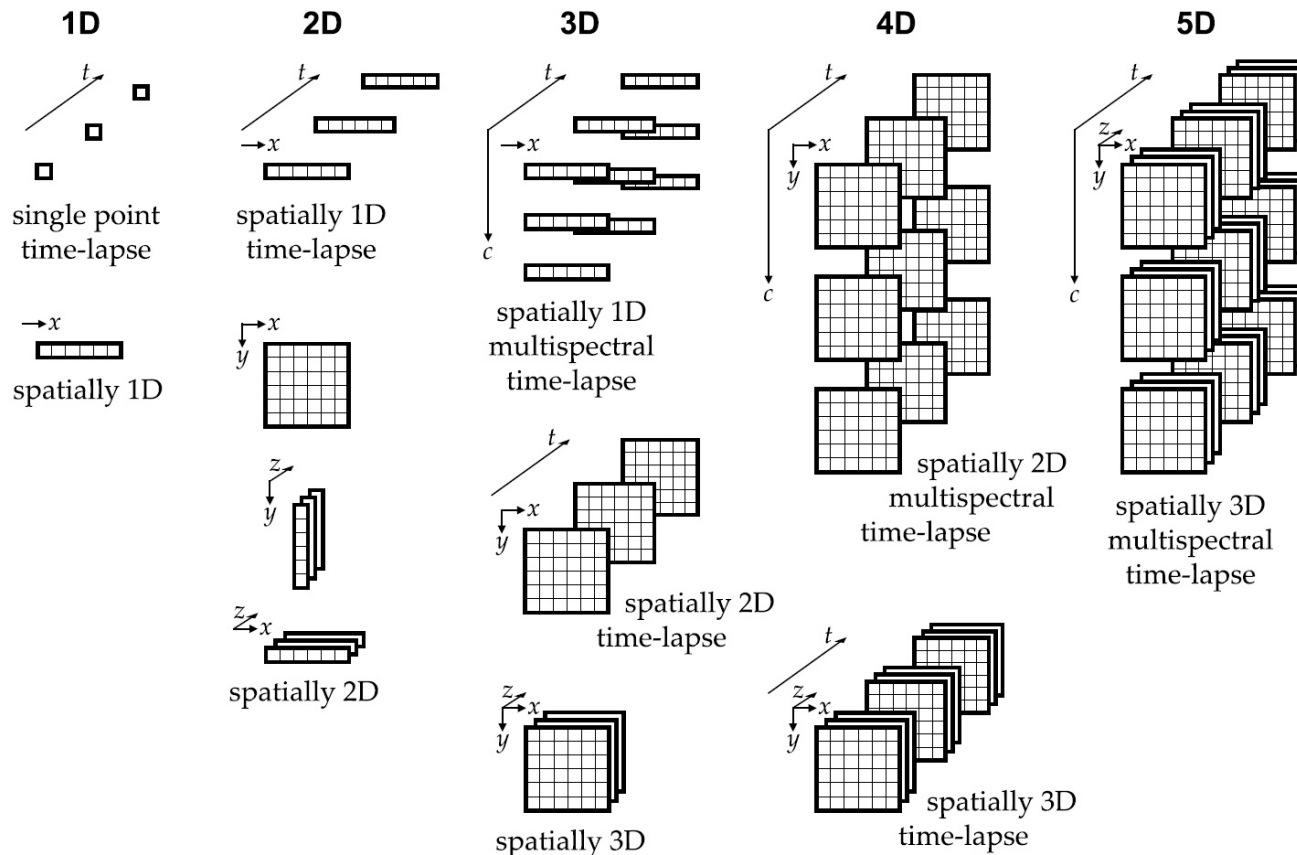 1D
t
single point
time-lapse
x
spatially 1D
2D
t
x
spatially 1D
time-lapse
x
y
z
y
z
x
spatially 2D
3D
t
x
c
spatially 1D
multispectral
time-lapse
t
x
y
spatially 2D
time-lapse
z
x
y
spatially 3D
4D
t
x
y
c
spatially 2D
multispectral
time-lapse
t
z
x
y
spatially 3D
time-lapse
5D
t
z
x
y
c
spatially 3D
multispectral
time-lapse